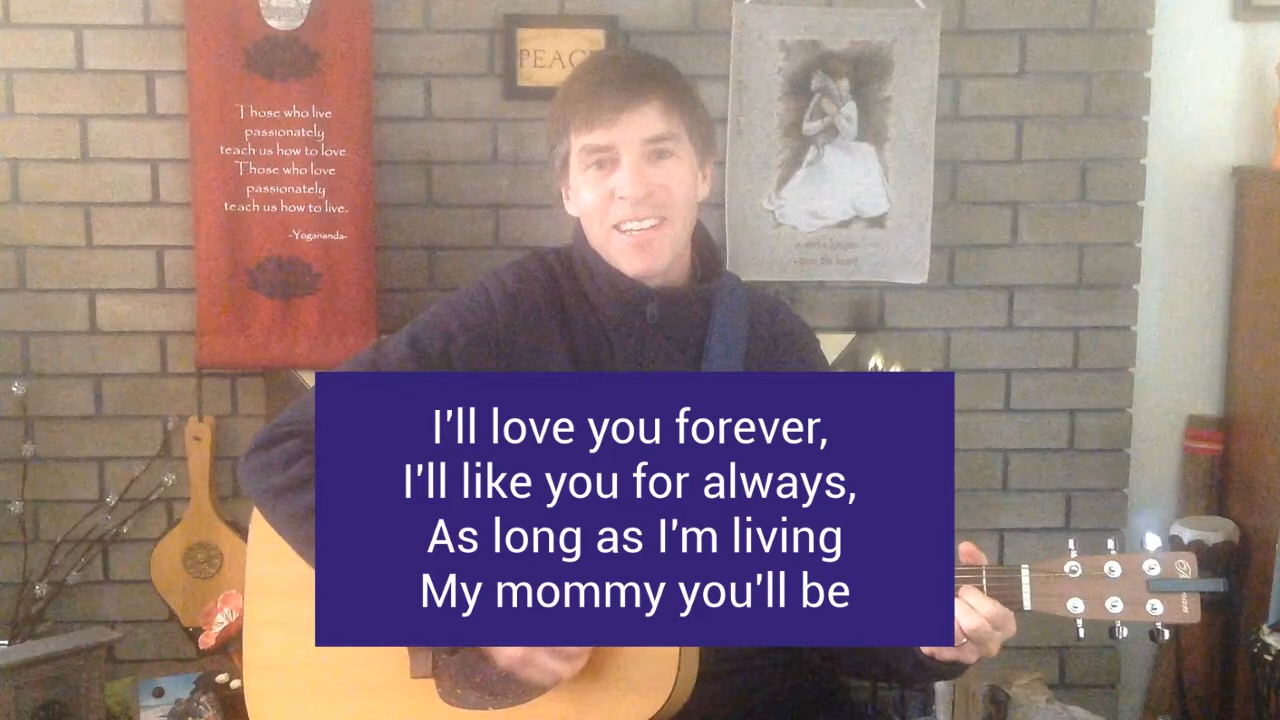 Those who live
passionately
teach us how to love.
Those who love
passionately
teach us how to live.
-Yogananda-
PEAC
I'll love you forever,
I'll like you for always,
As long as I'm living
My mommy you'll be